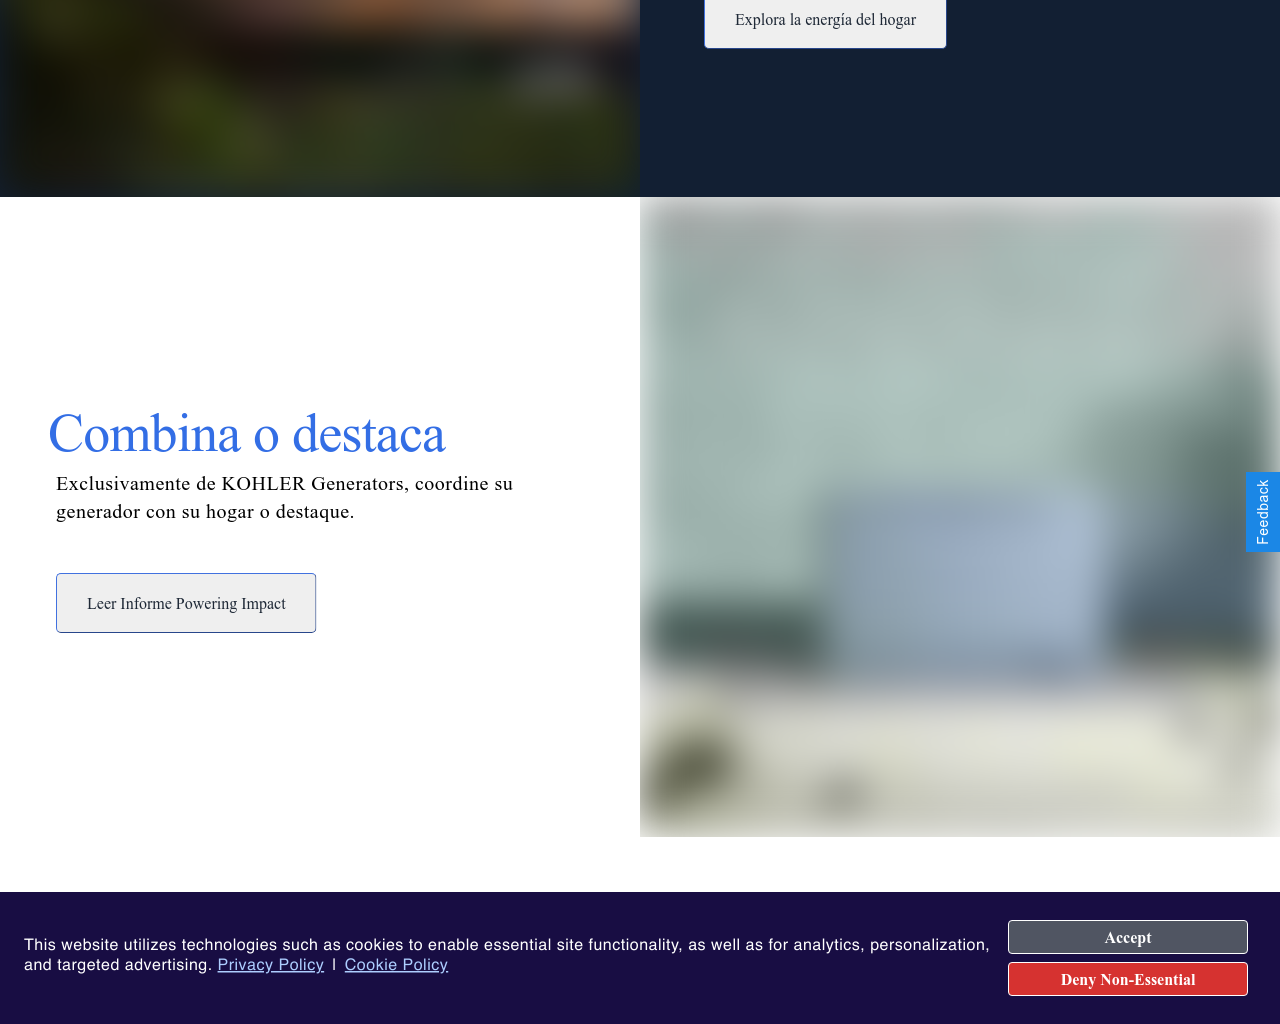 Explora la energía del hogar
Combina o destaca
Exclusivamente de KOHLER Generators, coordine su
generador con su hogar o destaque.
Feedback
Leer Informe Powering Impact
This website utilizes technologies such as cookies to enable essential site functionality, as well as for analytics, personalization,
and targeted advertising. Privacy Policy | Cookie Policy
Accept
Deny Non-Essential